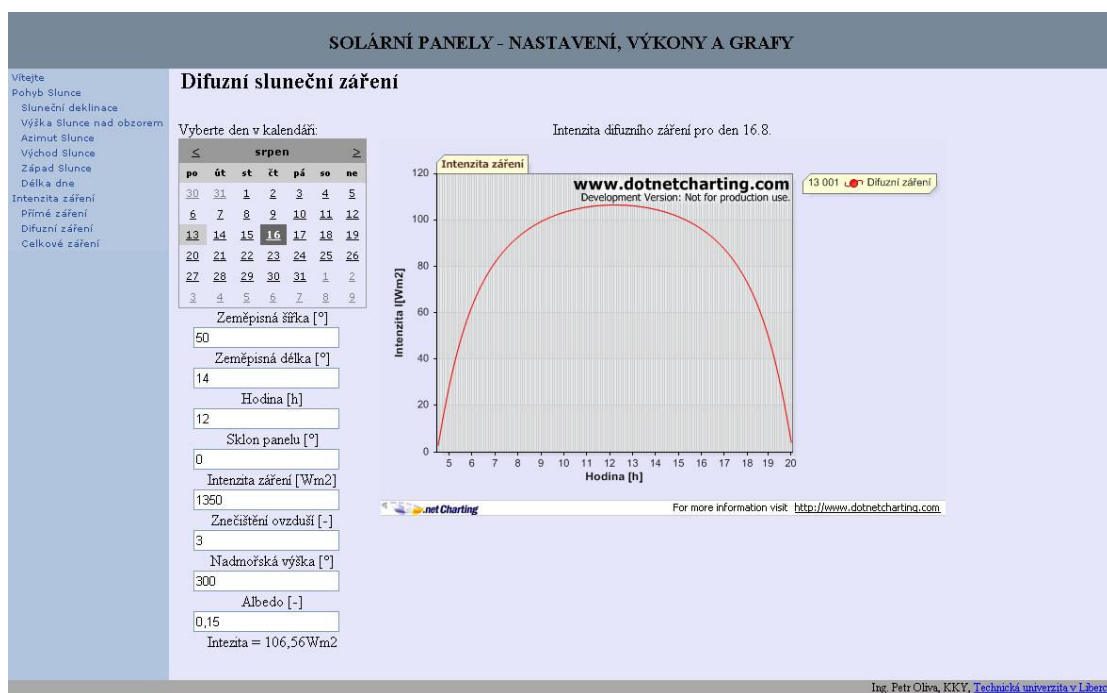 SOLÁRNÍ PANELY - NASTAVENÍ, VÝKONY A GRAFY
Vítejte
Pohyb Slunce
Sluneční deklinace
Výška Slunce nad obzorem
Azimut Slunce
Východ Slunce
Západ Slunce
Délka dne
Intenzita záření
Přímé záření
Difuzní záření
Celkové záření
Difuzní sluneční záření
Vyberte den v kalendáři:
< srpen >
po út st čt pá so ne
30 31 1 2 3 4 5
6 7 8 9 10 11 12
13 14 15 16 17 18 19
20 21 22 23 24 25 26
27 28 29 30 31 1 2
3 4 5 6 7 8 9
Zeměpisná šířka [°]
50
Zeměpisná délka [°]
14
Hodina [h]
12
Sklon panelu [°]
0
Intenzita záření [Wm2]
1350
Znečištění ovzduší [-]
3
Nadmořská výška [°]
300
Albedo [-]
0,15
Intezita = 106,56Wm2
Intenzita difuzního záření pro den 16.8.
Intenzita záření
www.dotnetcharting.com
Development Version: Not for production use.
13 001 Difuzní záření
Intenzita I[Wm2]
120
100
80
60
40
20
0
5 6 7 8 9 10 11 12 13 14 15 16 17 18 19 20
Hodina [h]
.net Charting
For more information visit http://www.dotnetcharting.com
Ing. Petr Oliva, KKY, Technická univerzita v Liberc